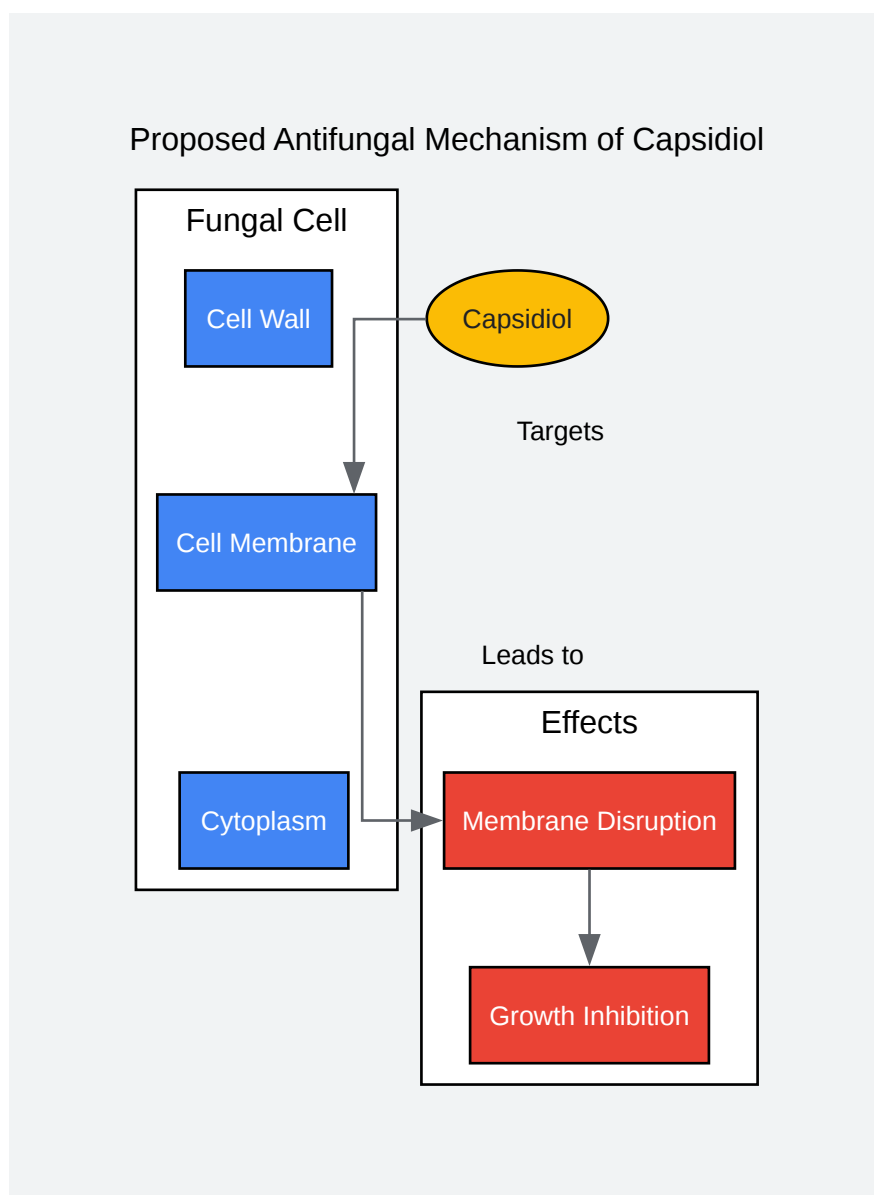 Proposed Antifungal Mechanism of Capsidiol
Fungal Cell
Cell Wall
Capsidiol
Targets
Cell Membrane
Leads to
Effects
Cytoplasm
Membrane Disruption
Growth Inhibition